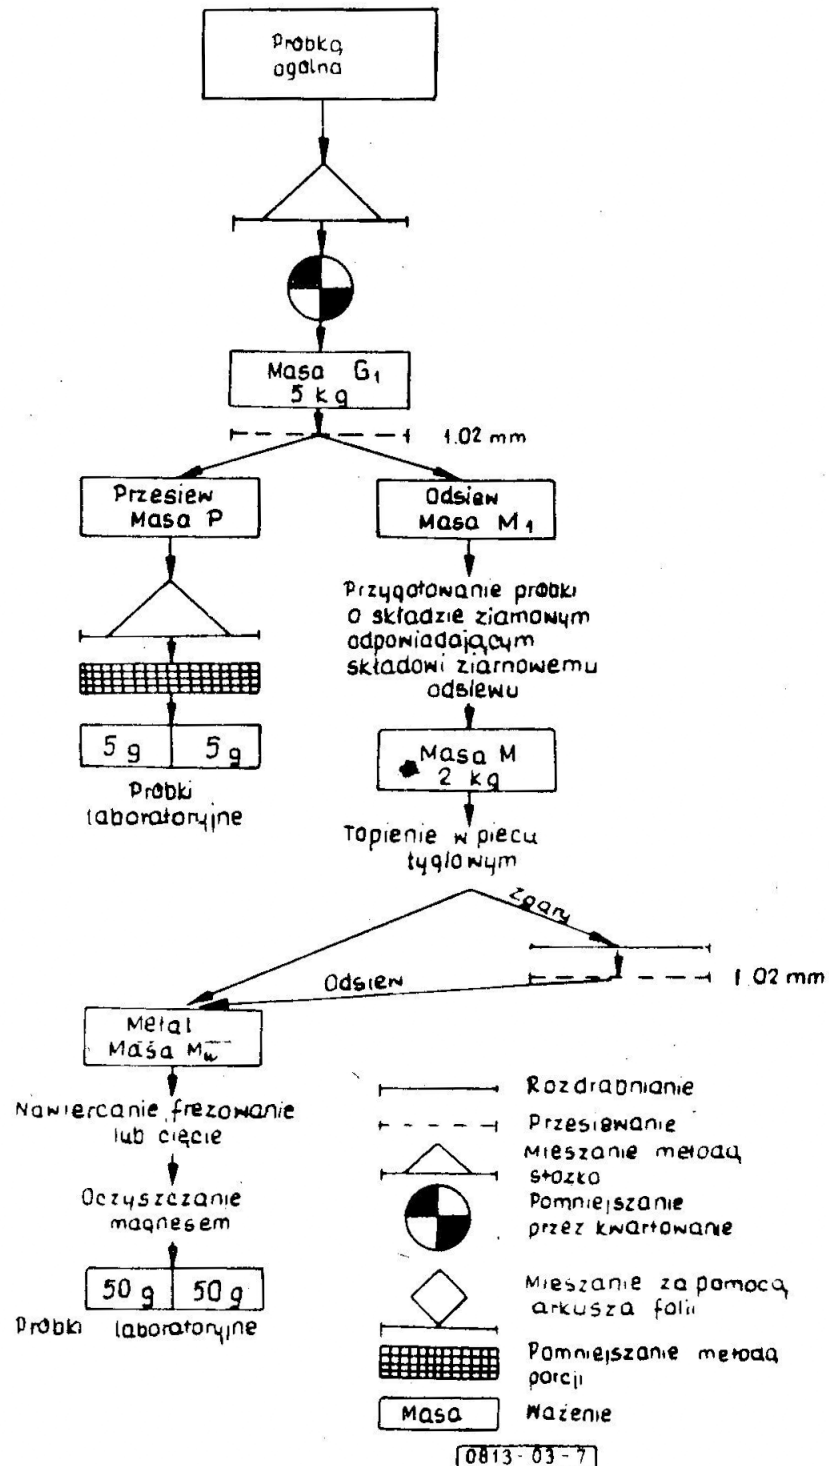 Próbka
ogólna
Masa G1
5 kg
1.02 mm
Przesiew
Masa P
Odsiew
Masa M1
Przygotowanie próbki
o składzie ziarnowym
odpowiadającym
składowi ziarnowemu
odsiewu
5 g 5 g
Próbki
laboratoryjne
Masa M
2 kg
Topienie w piecu
tyglowym
Zgary
Odsiew
1.02 mm
Metal
Masa Mw
Nawiercanie, frezowanie
lub cięcie
Oczyszczanie
magnesem
50 g 50 g
Próbki laboratoryjne
Rozdrabnianie
Przesiewanie
Mieszanie metodą
stożka
Pomniejszanie
przez kwartowanie
Mieszanie za pomocą
arkusza folii
Pomniejszanie metodą
porcji
Masa Ważenie
0813-03-7